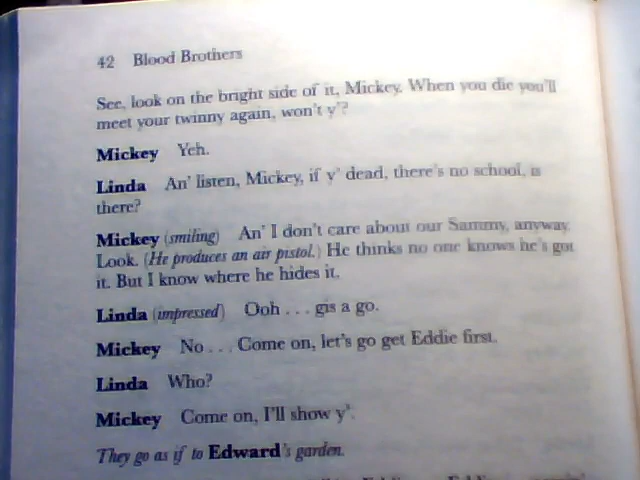 42 Blood Brothers
See, look on the bright side of it, Mickey. When you die you'll
meet your twinny again, won't y'?
Mickey Yeh.
Linda An' listen, Mickey, if y' dead, there's no school, is
there?
Mickey (smiling) An' I don't care about our Sammy, anyway.
Look. (He produces an air pistol.) He thinks no one knows he's got
it. But I know where he hides it.
Linda (impressed) Ooh . . . gis a go.
Mickey No . . . Come on, let's go get Eddie first.
Linda Who?
Mickey Come on, I'll show y'.
They go as if to Edward's garden.